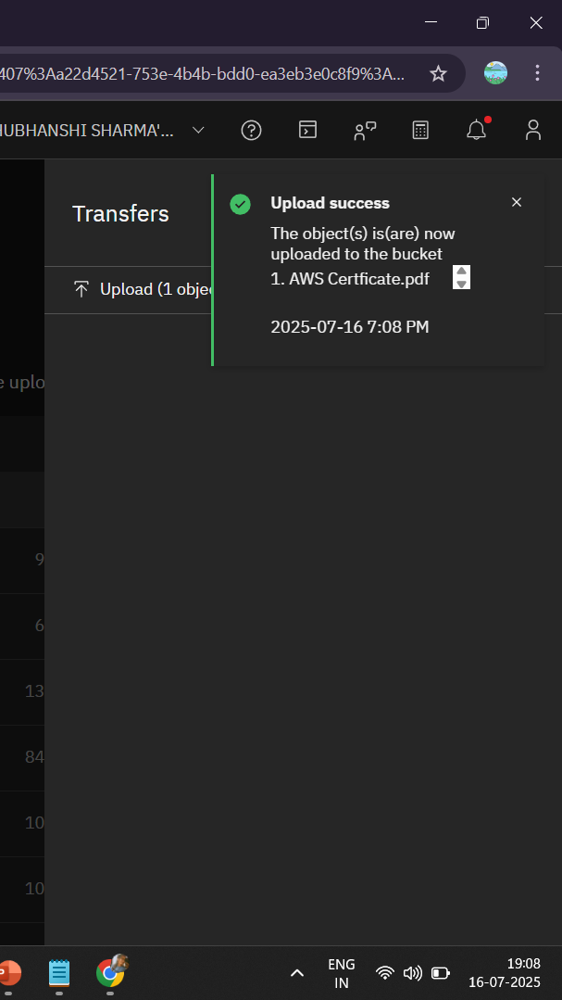 407%3Aa22d4521-753e-4b4b-bdd0-ea3eb3e0c8f9%3A...
HUBHANSHI SHARMA'...
Transfers
Upload success
The object(s) is(are) now
uploaded to the bucket
1. AWS Certficate.pdf
Upload (1 objec
2025-07-16 7:08 PM
e uplo
9
6
13
84
10
10
ENG
IN
19:08
16-07-2025